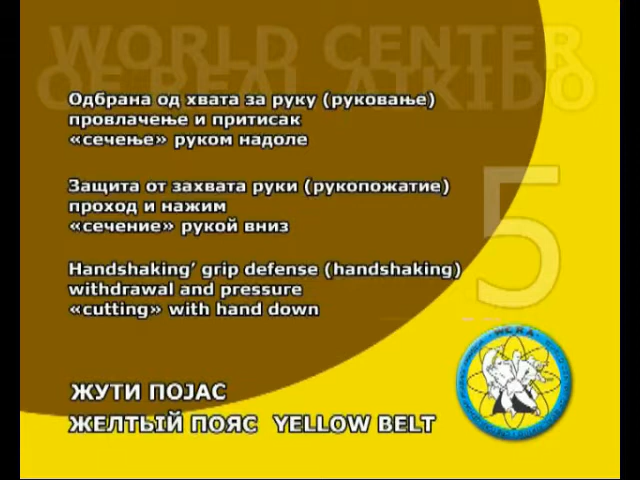 WORLD CENTER
OF REAL AIKIDO
Одбрана од хвата за руку (руковање)
провлачење и притисак
«сечење» руком надоле
Защита от захвата руки (рукопожатие)
проход и нажим
«сечение» рукой вниз
5
Handshaking’ grip defense (handshaking)
withdrawal and pressure
«cutting» with hand down
W.C.R.A.
ЖУТИ ПОЈАС
ЖЕЛТЫЙ ПОЯС YELLOW BELT